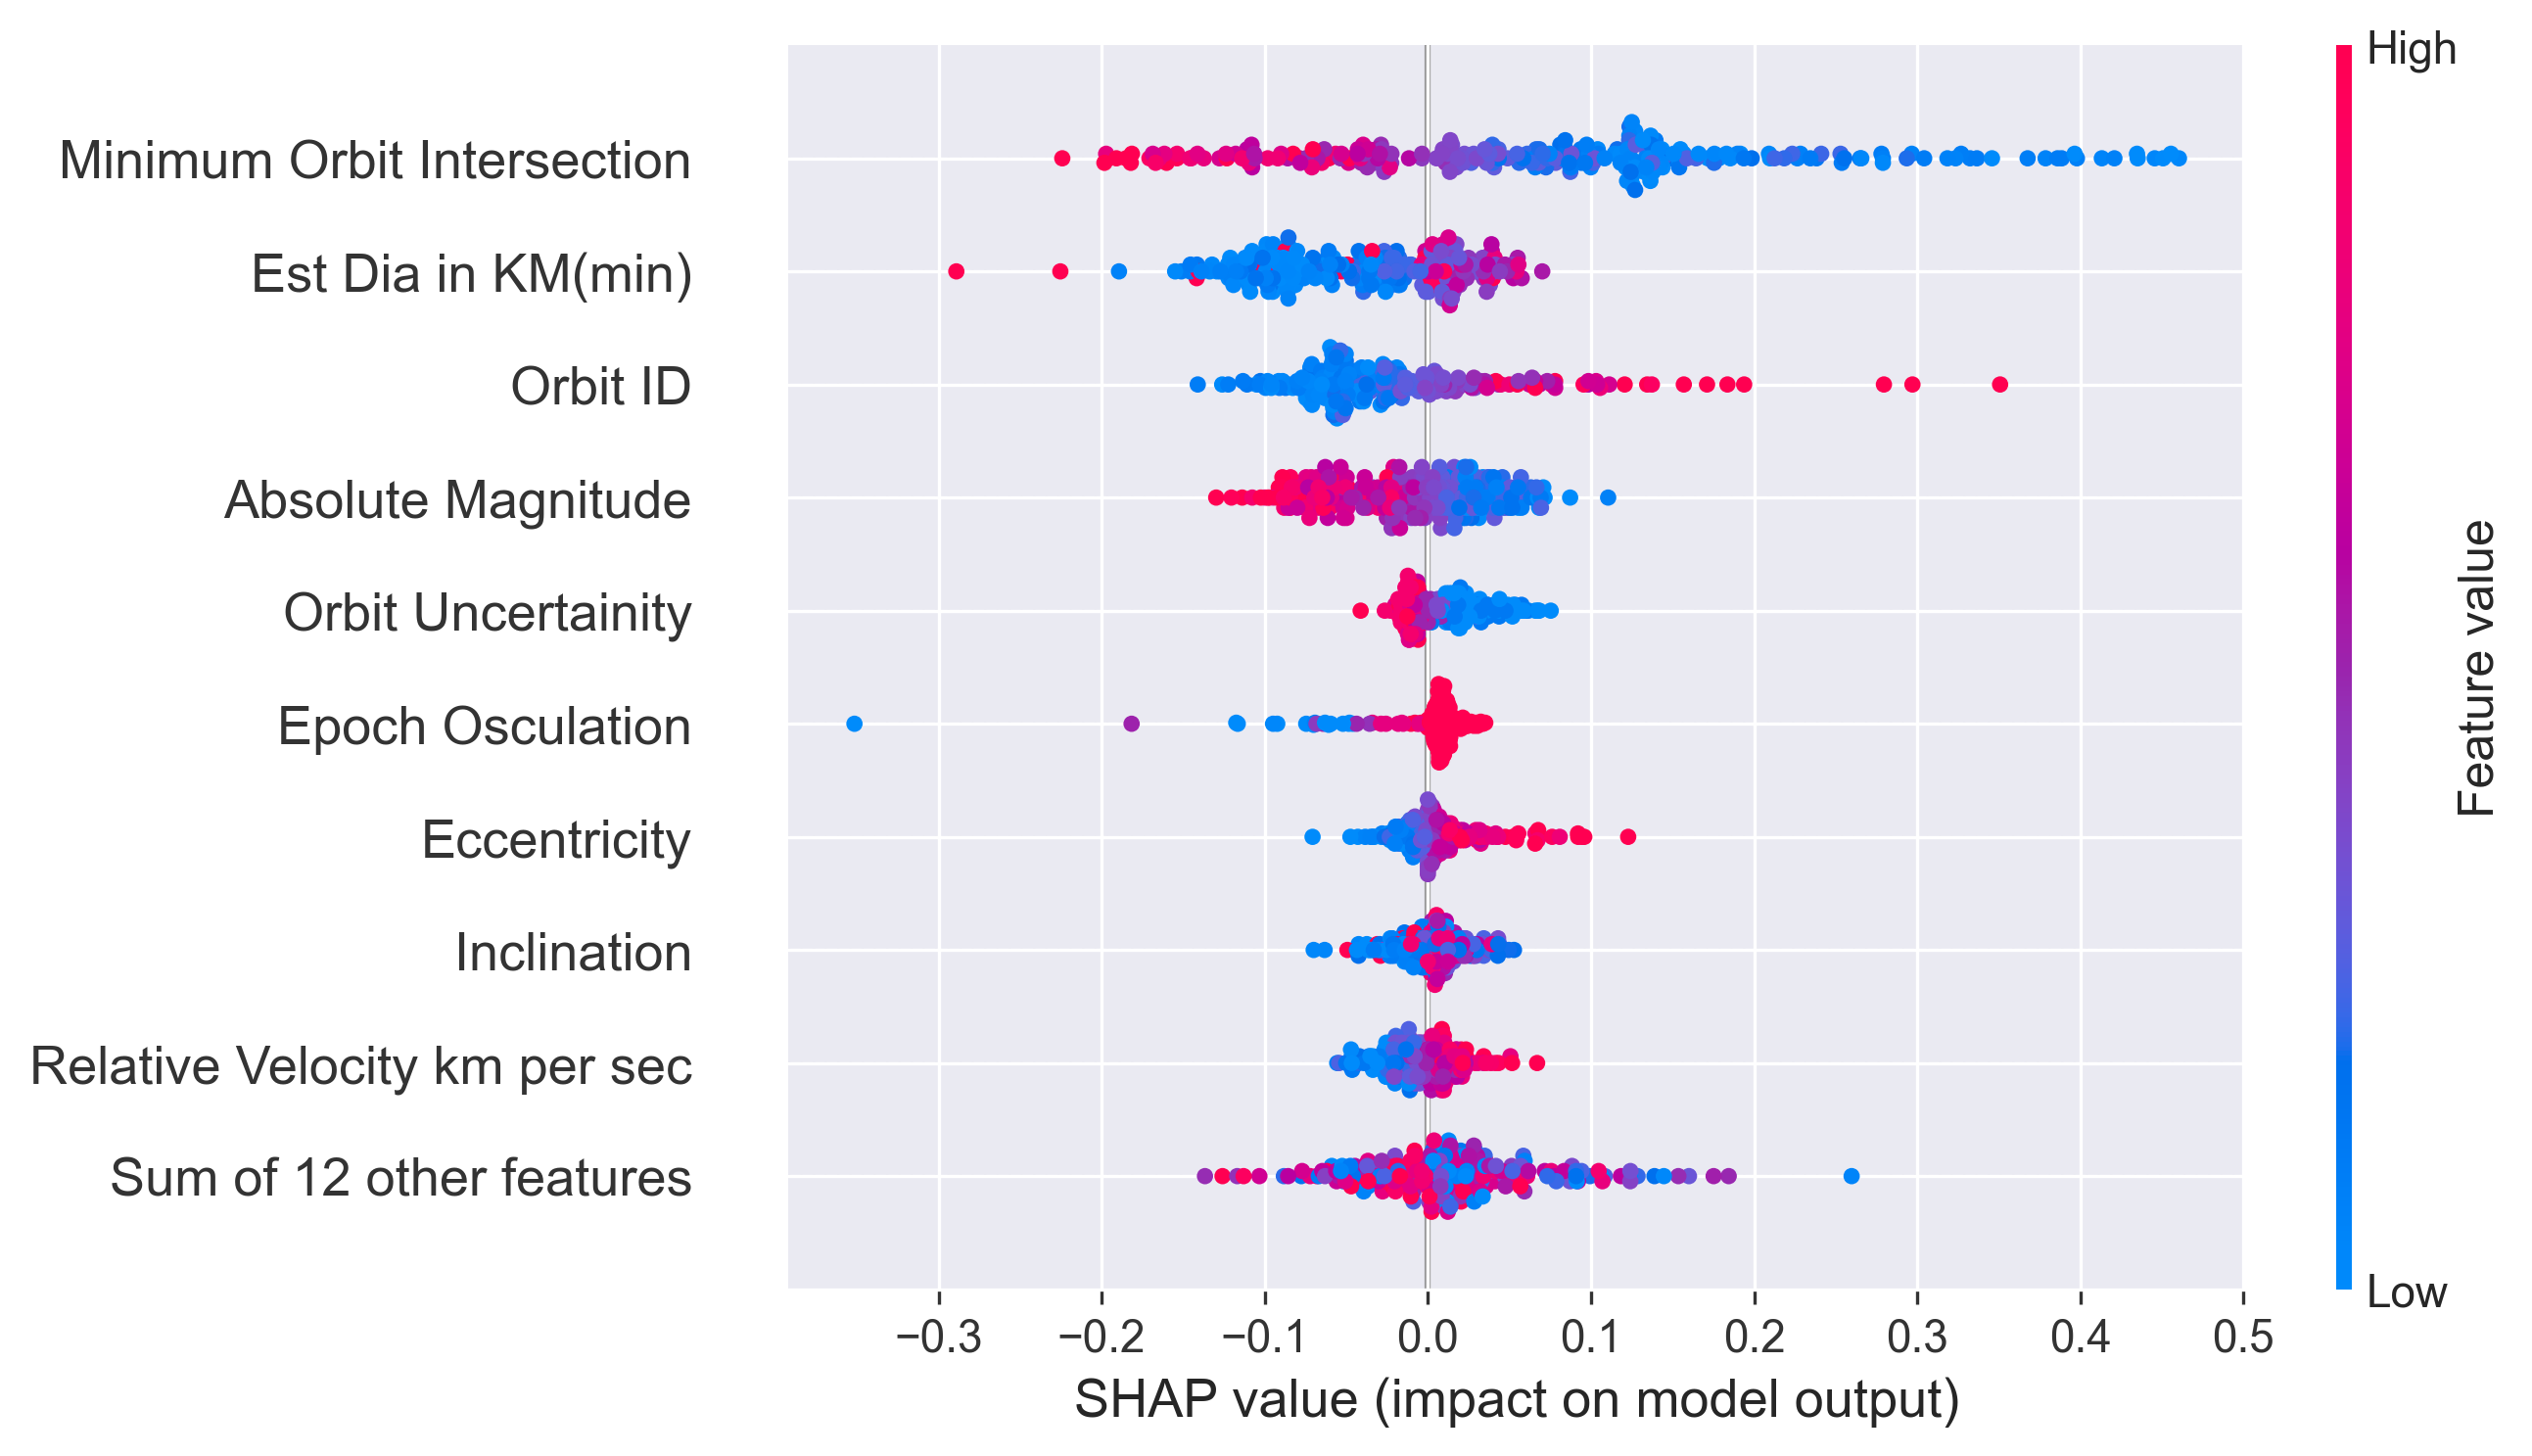 High
Minimum Orbit Intersection
Est Dia in KM(min)
Orbit ID
Absolute Magnitude
Orbit Uncertainity
Epoch Osculation
Eccentricity
Inclination
Relative Velocity km per sec
Sum of 12 other features
Feature value
Low
−0.3 −0.2 −0.1 0.0 0.1 0.2 0.3 0.4 0.5
SHAP value (impact on model output)